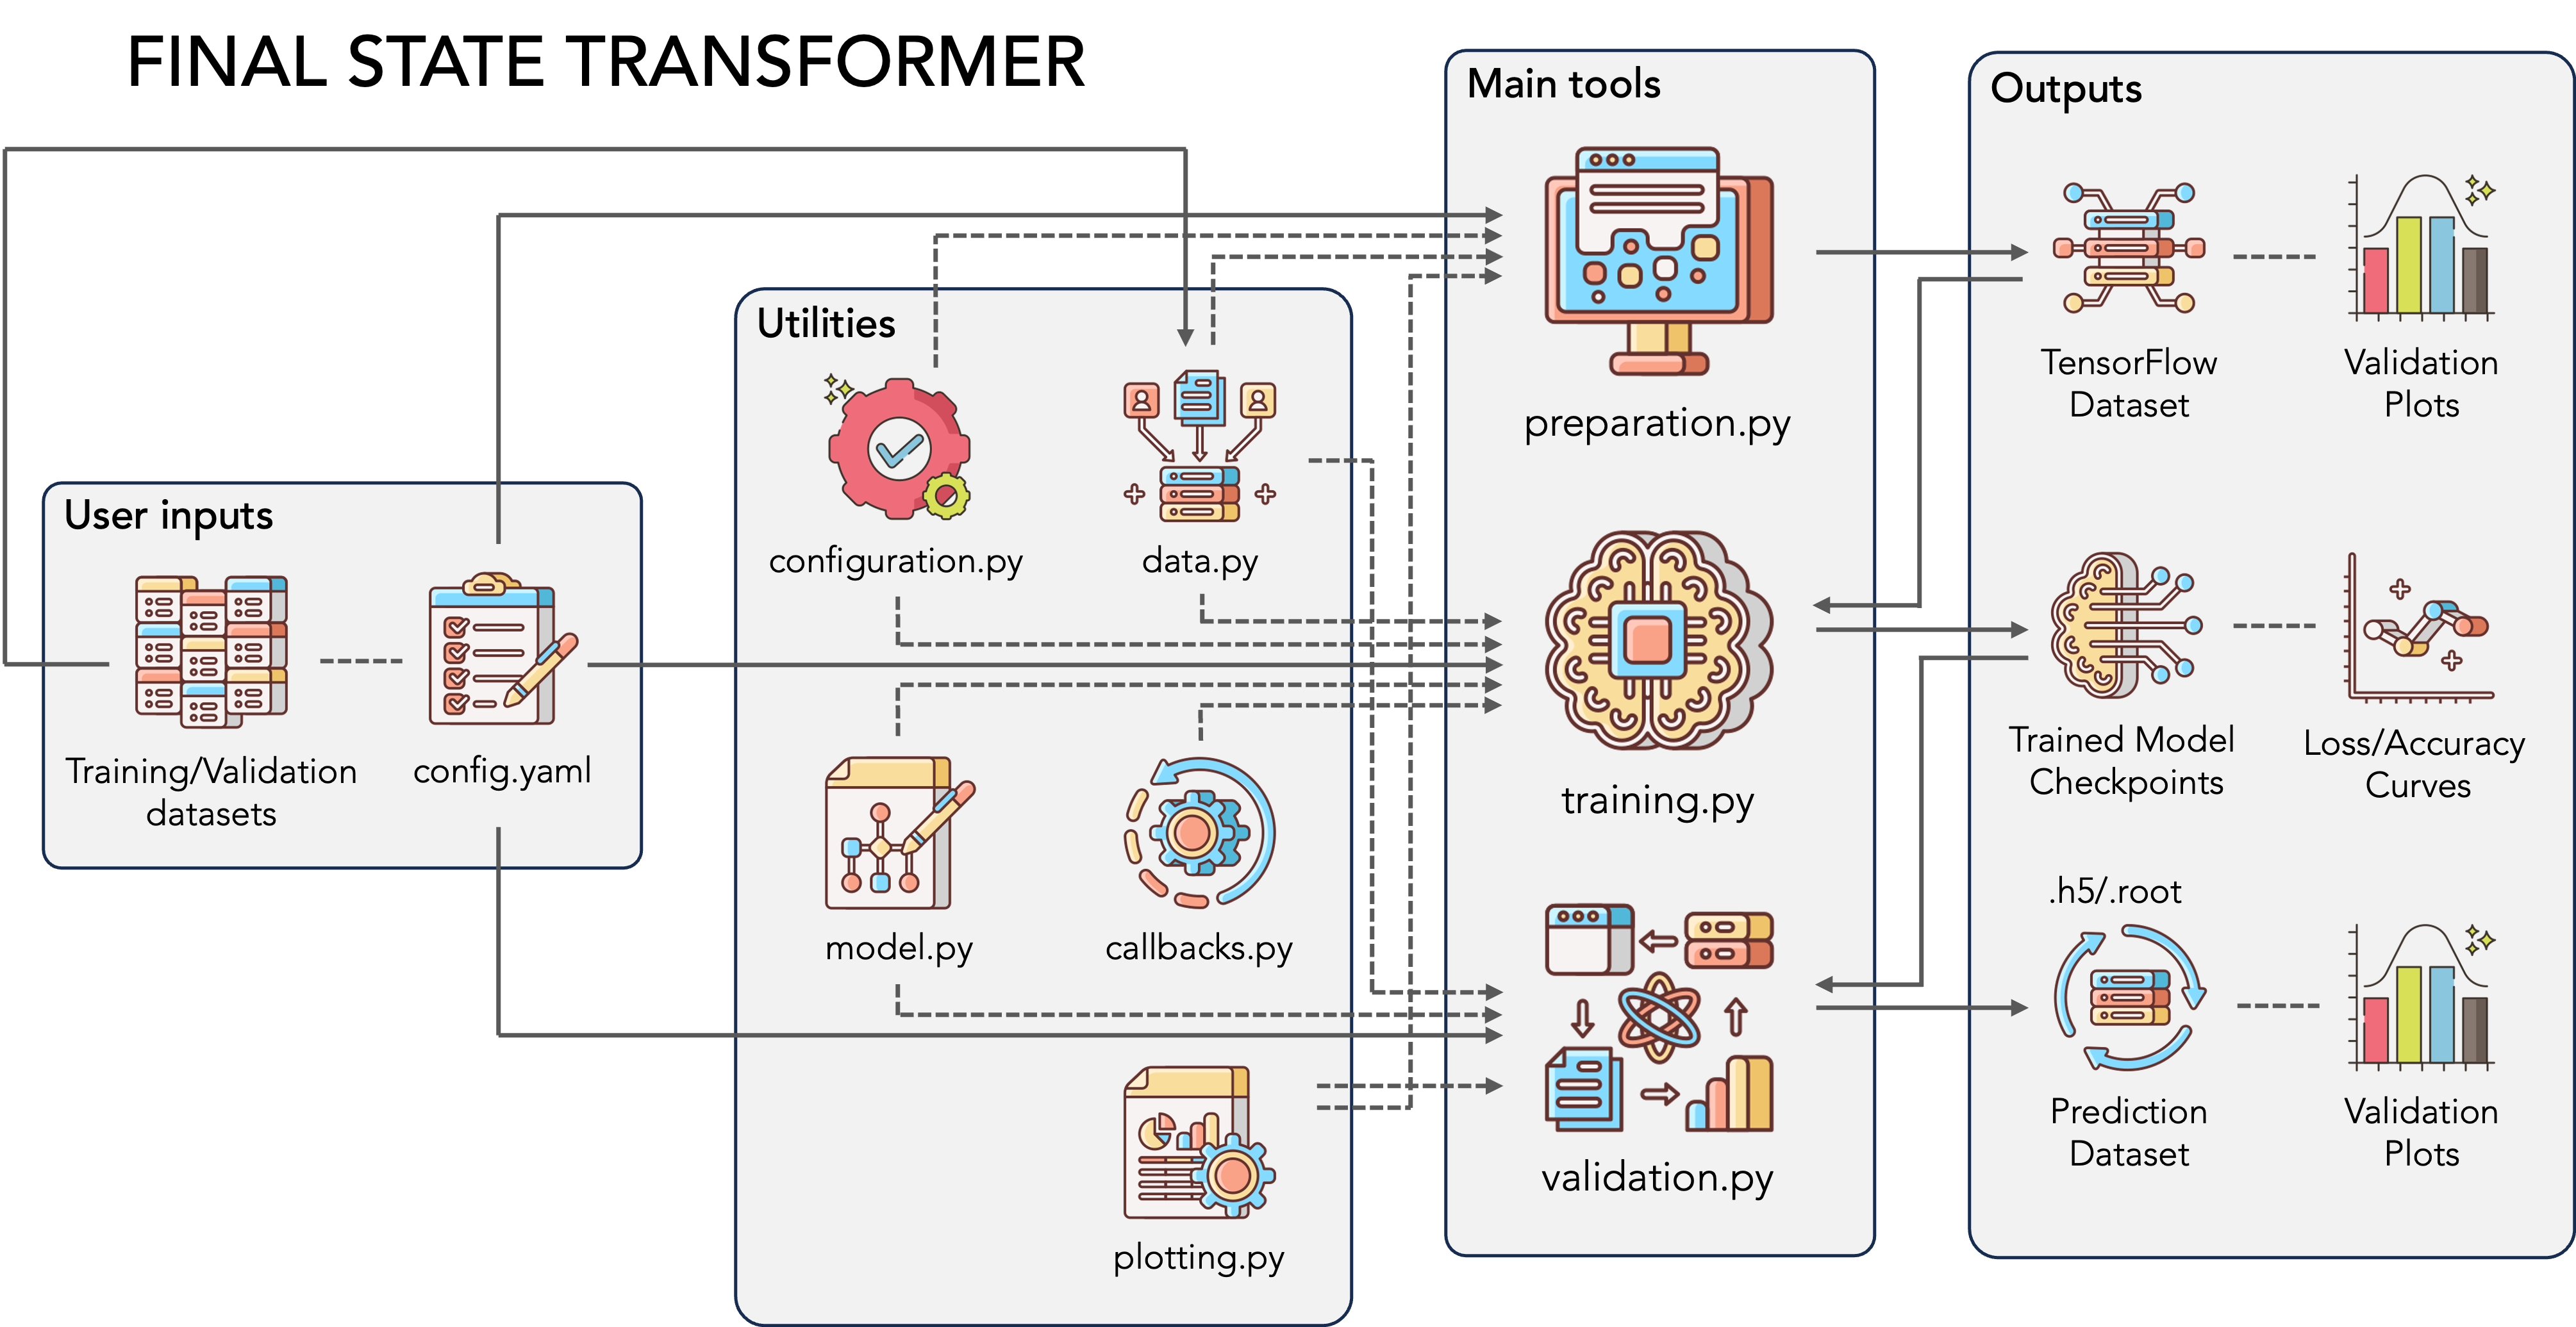 FINAL STATE TRANSFORMER
User inputs
Training/Validation
datasets
config.yaml
Utilities
configuration.py
data.py
model.py
callbacks.py
plotting.py
Main tools
preparation.py
training.py
validation.py
Outputs
TensorFlow
Dataset
Validation
Plots
Trained Model
Checkpoints
Loss/Accuracy
Curves
.h5/.root
Prediction
Dataset
Validation
Plots